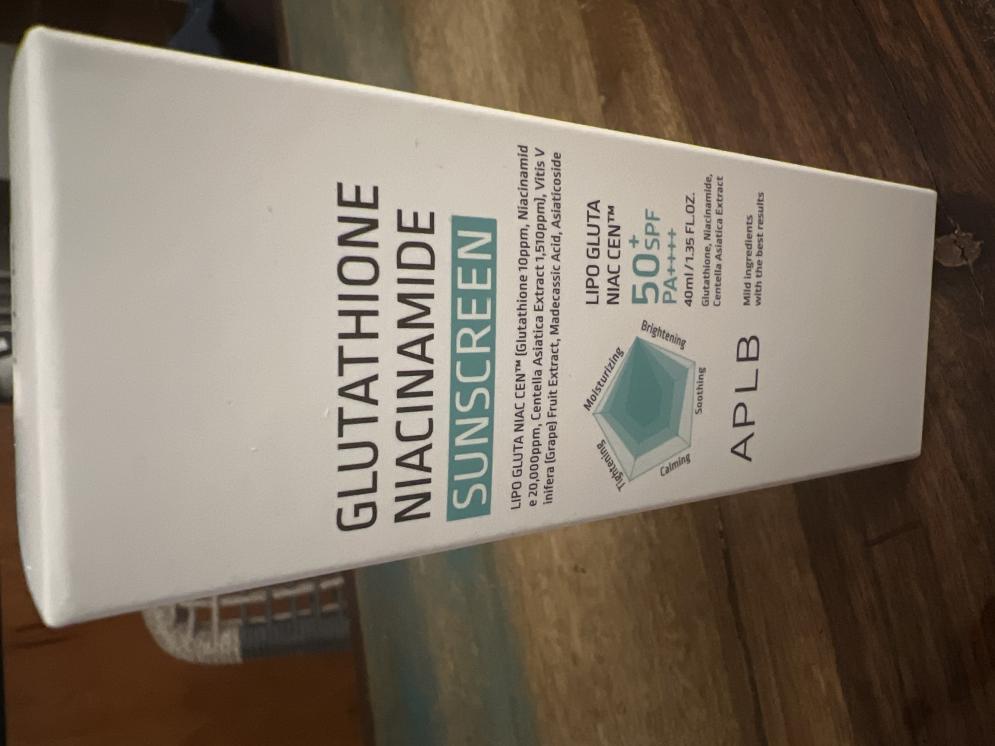 GLUTATHIONE
NIACINAMIDE
SUNSCREEN
LIPO GLUTA NIAC CEN™ (Glutathione 10ppm, Niacinamid
e 20,000ppm, Centella Asiatica Extract 1,510ppm), Vitis V
inifera (Grape) Fruit Extract, Madecassic Acid, Asiaticoside
Moisturizing
Brightening
Soothing
Calming
Tightening
LIPO GLUTA
NIAC CEN™
50+ SPF
PA++++
40ml / 1.35 FL.OZ.
Glutathione, Niacinamide,
Centella Asiatica Extract
APLB
Mild ingredients
with the best results